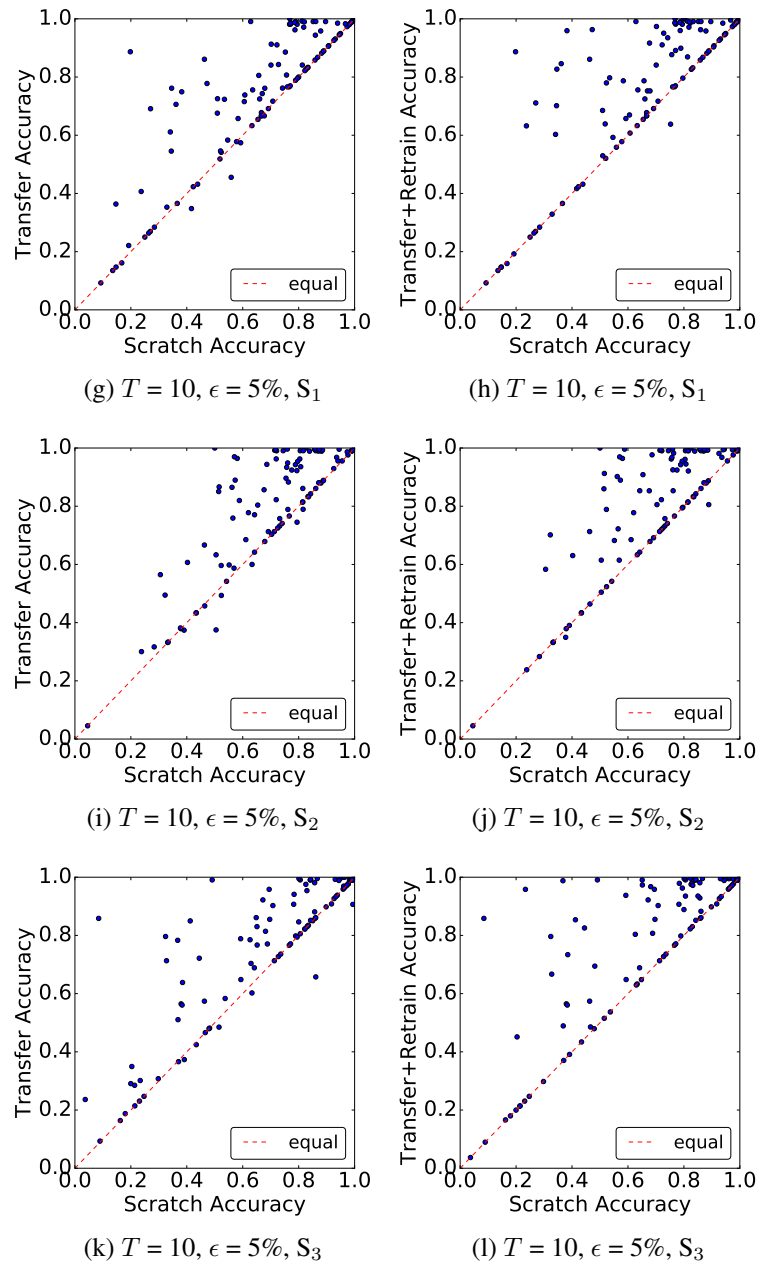 1.0
0.8
0.6
0.4
0.2
0.0
Transfer Accuracy
0.0 0.2 0.4 0.6 0.8 1.0
Scratch Accuracy
equal
(g) T = 10, ϵ = 5%, S₁
1.0
0.8
0.6
0.4
0.2
0.0
Transfer+Retrain Accuracy
0.0 0.2 0.4 0.6 0.8 1.0
Scratch Accuracy
equal
(h) T = 10, ϵ = 5%, S₁
1.0
0.8
0.6
0.4
0.2
0.0
Transfer Accuracy
0.0 0.2 0.4 0.6 0.8 1.0
Scratch Accuracy
equal
(i) T = 10, ϵ = 5%, S₂
1.0
0.8
0.6
0.4
0.2
0.0
Transfer+Retrain Accuracy
0.0 0.2 0.4 0.6 0.8 1.0
Scratch Accuracy
equal
(j) T = 10, ϵ = 5%, S₂
1.0
0.8
0.6
0.4
0.2
0.0
Transfer Accuracy
0.0 0.2 0.4 0.6 0.8 1.0
Scratch Accuracy
equal
(k) T = 10, ϵ = 5%, S₃
1.0
0.8
0.6
0.4
0.2
0.0
Transfer+Retrain Accuracy
0.0 0.2 0.4 0.6 0.8 1.0
Scratch Accuracy
equal
(l) T = 10, ϵ = 5%, S₃